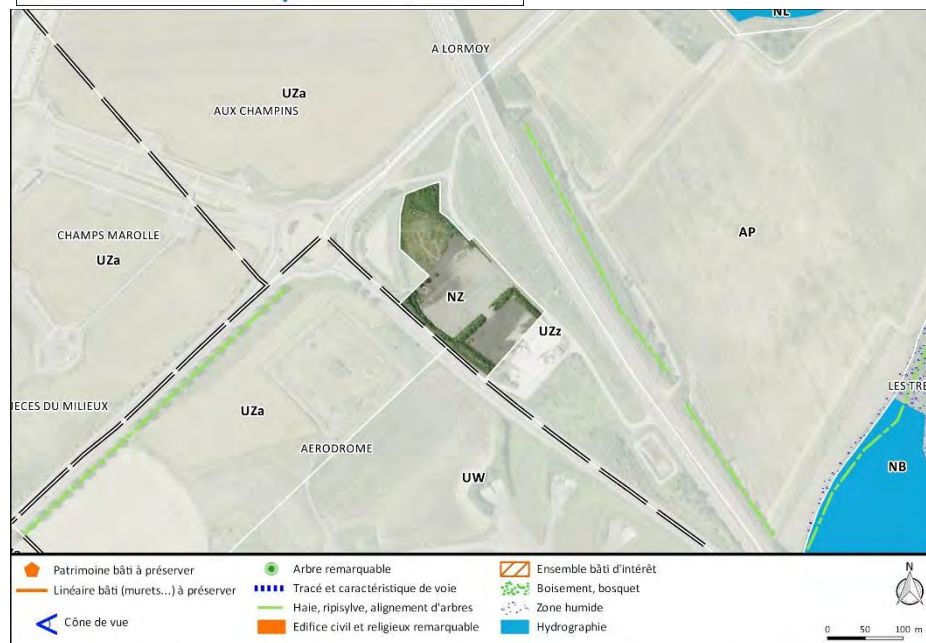 NL
A LORMOY
UZa
AUX CHAMPINS
CHAMPS MAROLLE
UZa
AP
NZ
UZz
IECES DU MILIEUX
UZa
LES TRE
AERODROME
NB
UW
Patrimoine bâti à préserver
Linéaire bâti (murets...) à préserver
Cône de vue
Arbre remarquable
Tracé et caractéristique de voie
Haie, ripisylve, alignement d'arbres
Edifice civil et religieux remarquable
Ensemble bâti d'intérêt
Boisement, bosquet
Zone humide
Hydrographie
N
0 50 100 m